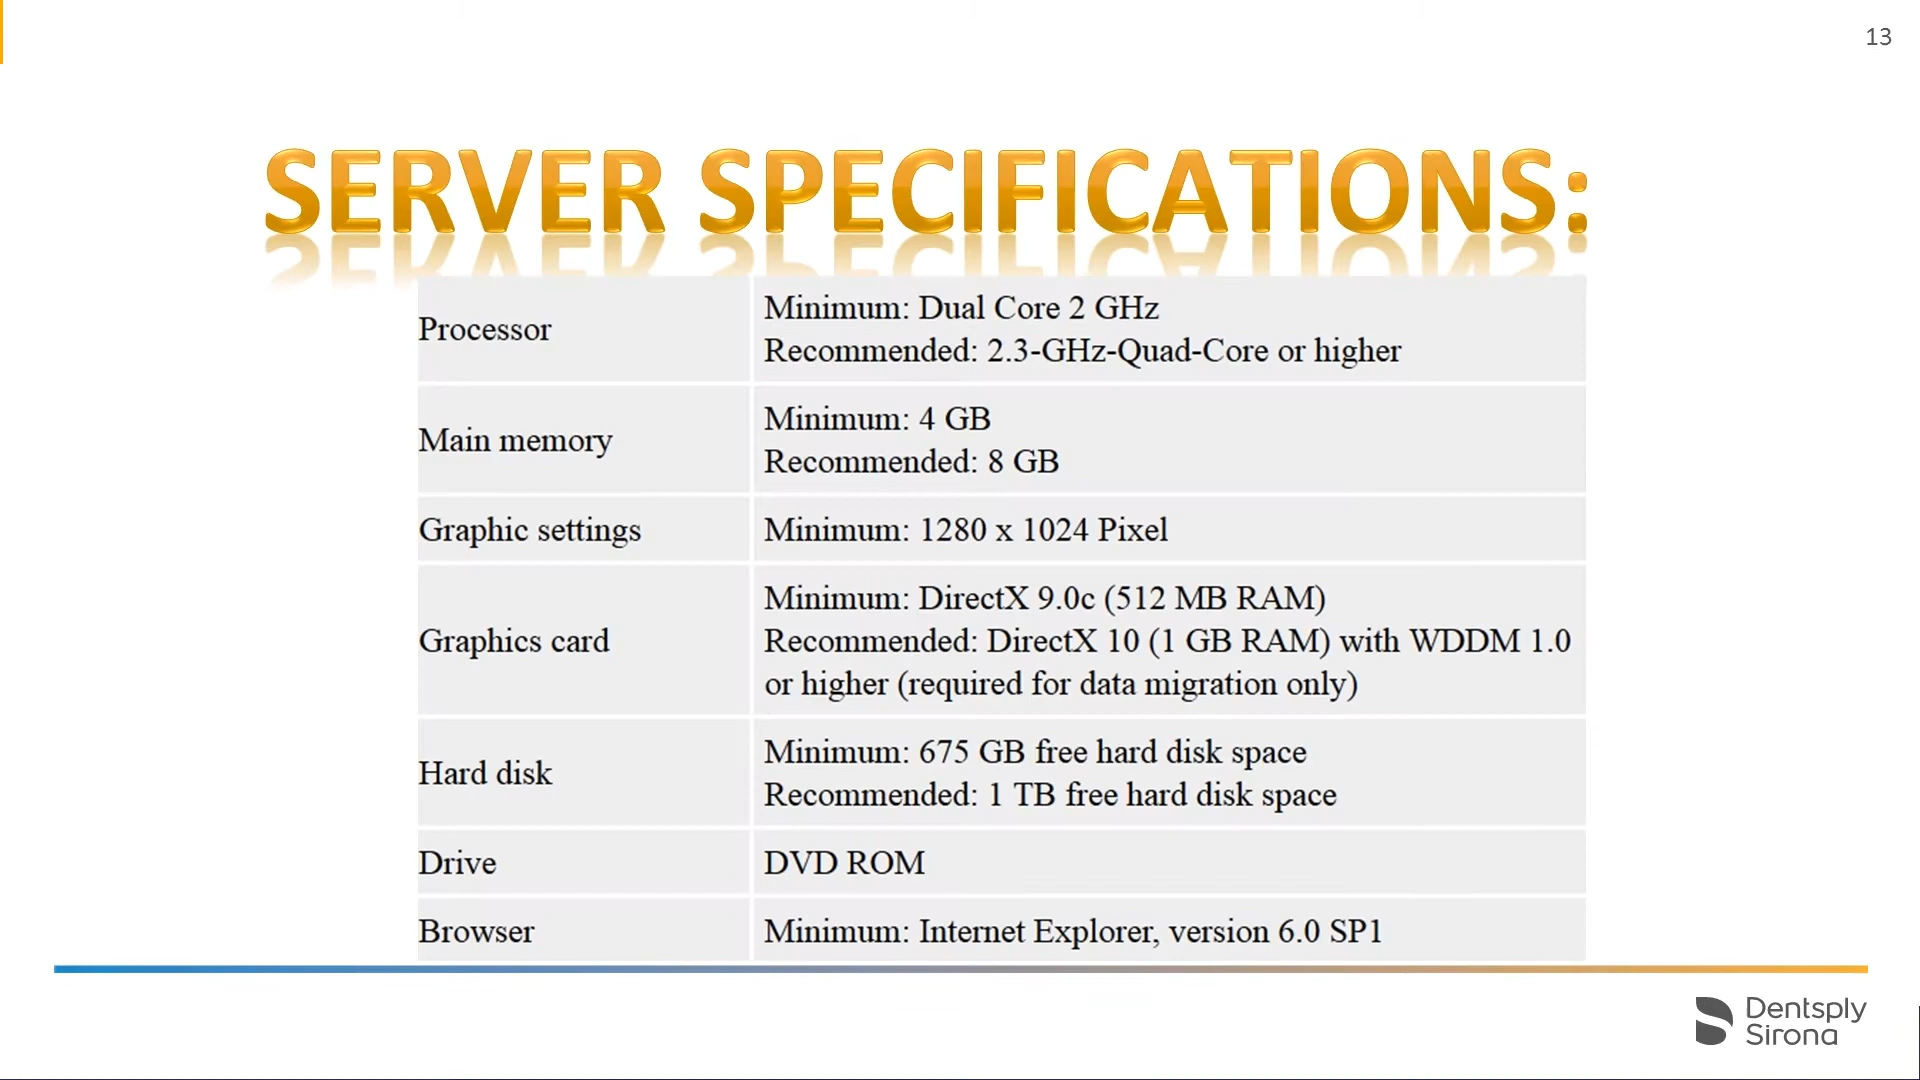 13
SERVER SPECIFICATIONS:
Processor
Minimum: Dual Core 2 GHz
Recommended: 2.3-GHz-Quad-Core or higher
Main memory
Minimum: 4 GB
Recommended: 8 GB
Graphic settings
Minimum: 1280 x 1024 Pixel
Graphics card
Minimum: DirectX 9.0c (512 MB RAM)
Recommended: DirectX 10 (1 GB RAM) with WDDM 1.0
or higher (required for data migration only)
Hard disk
Minimum: 675 GB free hard disk space
Recommended: 1 TB free hard disk space
Drive
DVD ROM
Browser
Minimum: Internet Explorer, version 6.0 SP1
Dentsply
Sirona